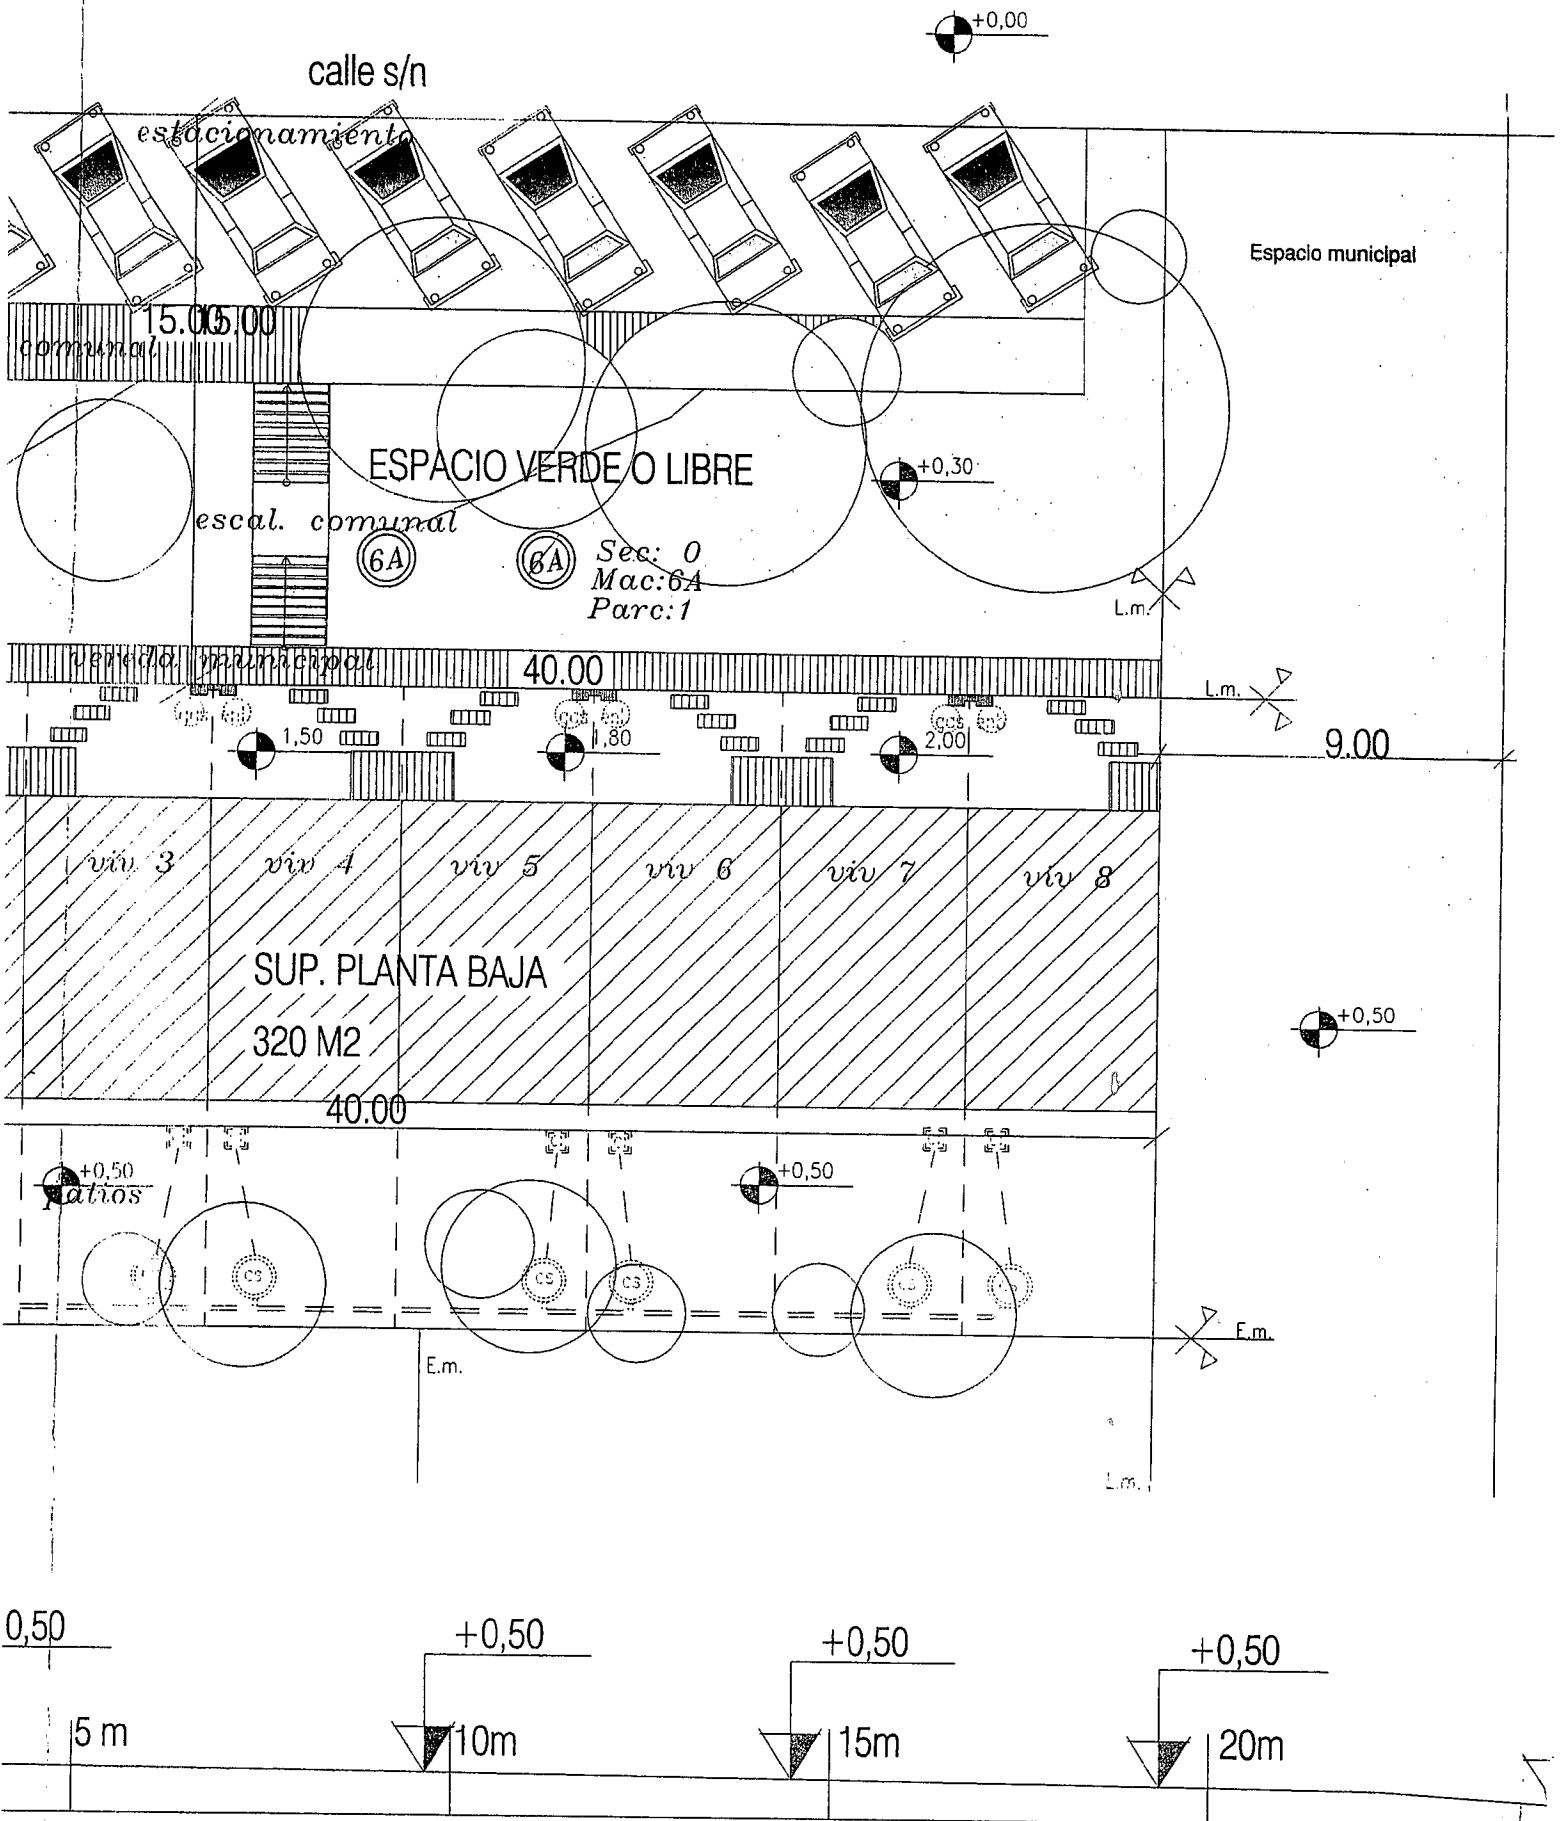 +0,00
calle s/n
estacionamiento
Espacio municipal
15.00
15.00
comunal
ESPACIO VERDE O LIBRE
+0,30
escal. comunal
6A
6A
Sec: 0
Mac:6A
Parc:1
L.m.
vereda municipal
40.00
L.m.
gas
1,50
1,80
2,00
9.00
viv 3
viv 4
viv 5
viv 6
viv 7
viv 8
SUP. PLANTA BAJA
320 M2
+0,50
40.00
+0,50
patios
+0,50
cs
cs
cs
E.m.
E.m.
L.m.
0,50
+0,50
+0,50
+0,50
5 m
10m
15m
20m